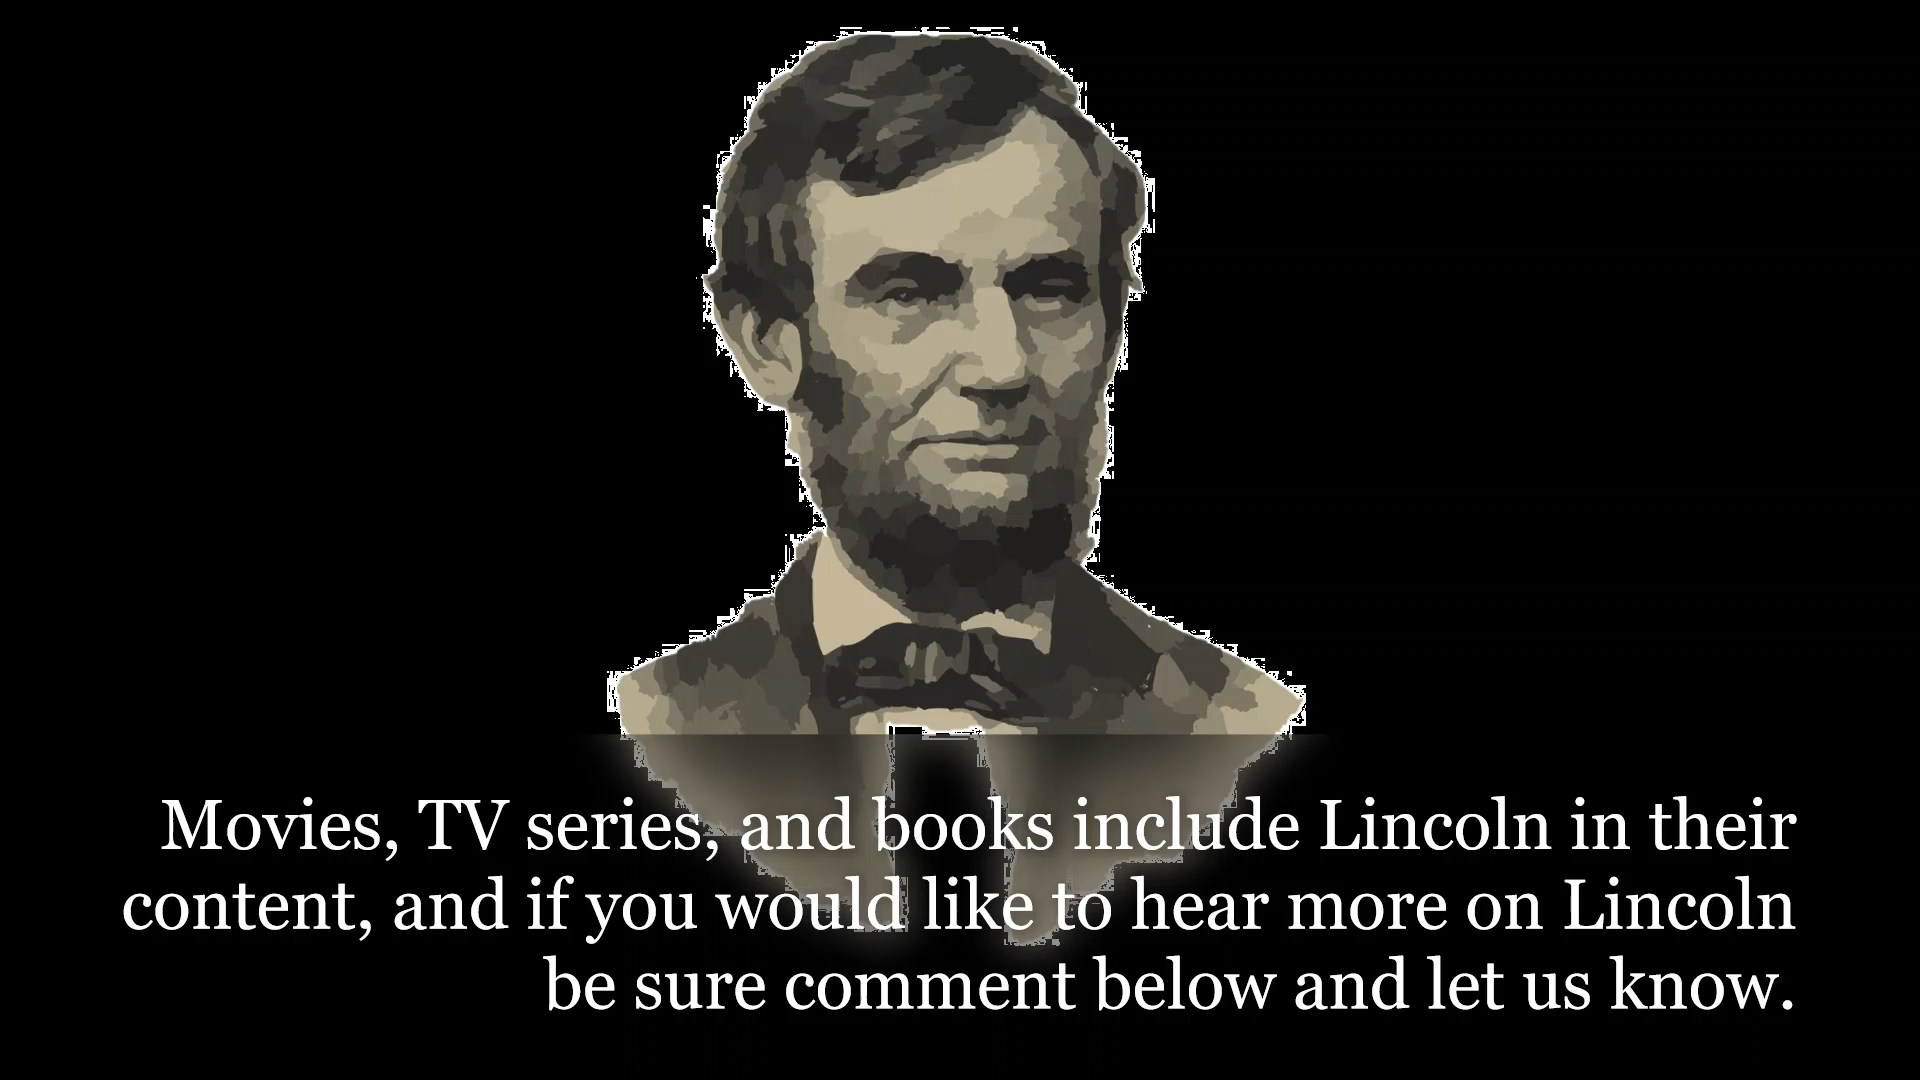 Movies, TV series, and books include Lincoln in their
content, and if you would like to hear more on Lincoln
be sure comment below and let us know.